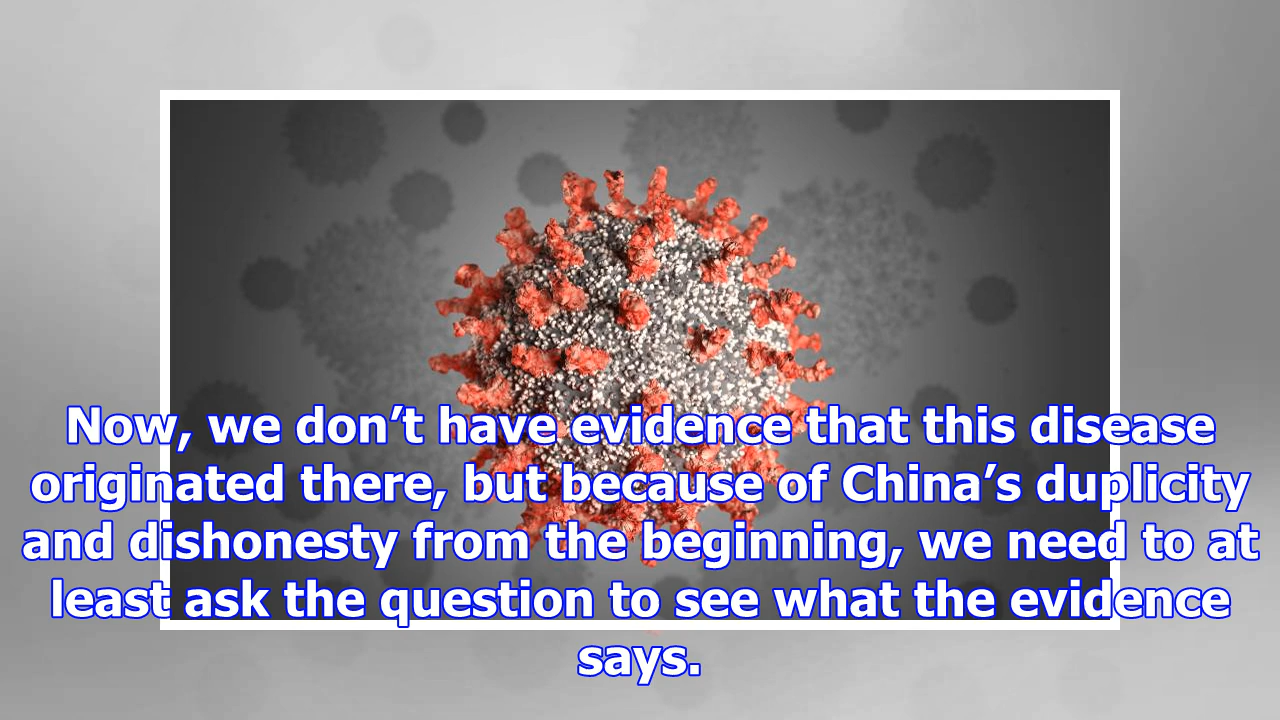 Now, we don’t have evidence that this disease
originated there, but because of China’s duplicity
and dishonesty from the beginning, we need to at
least ask the question to see what the evidence
says.